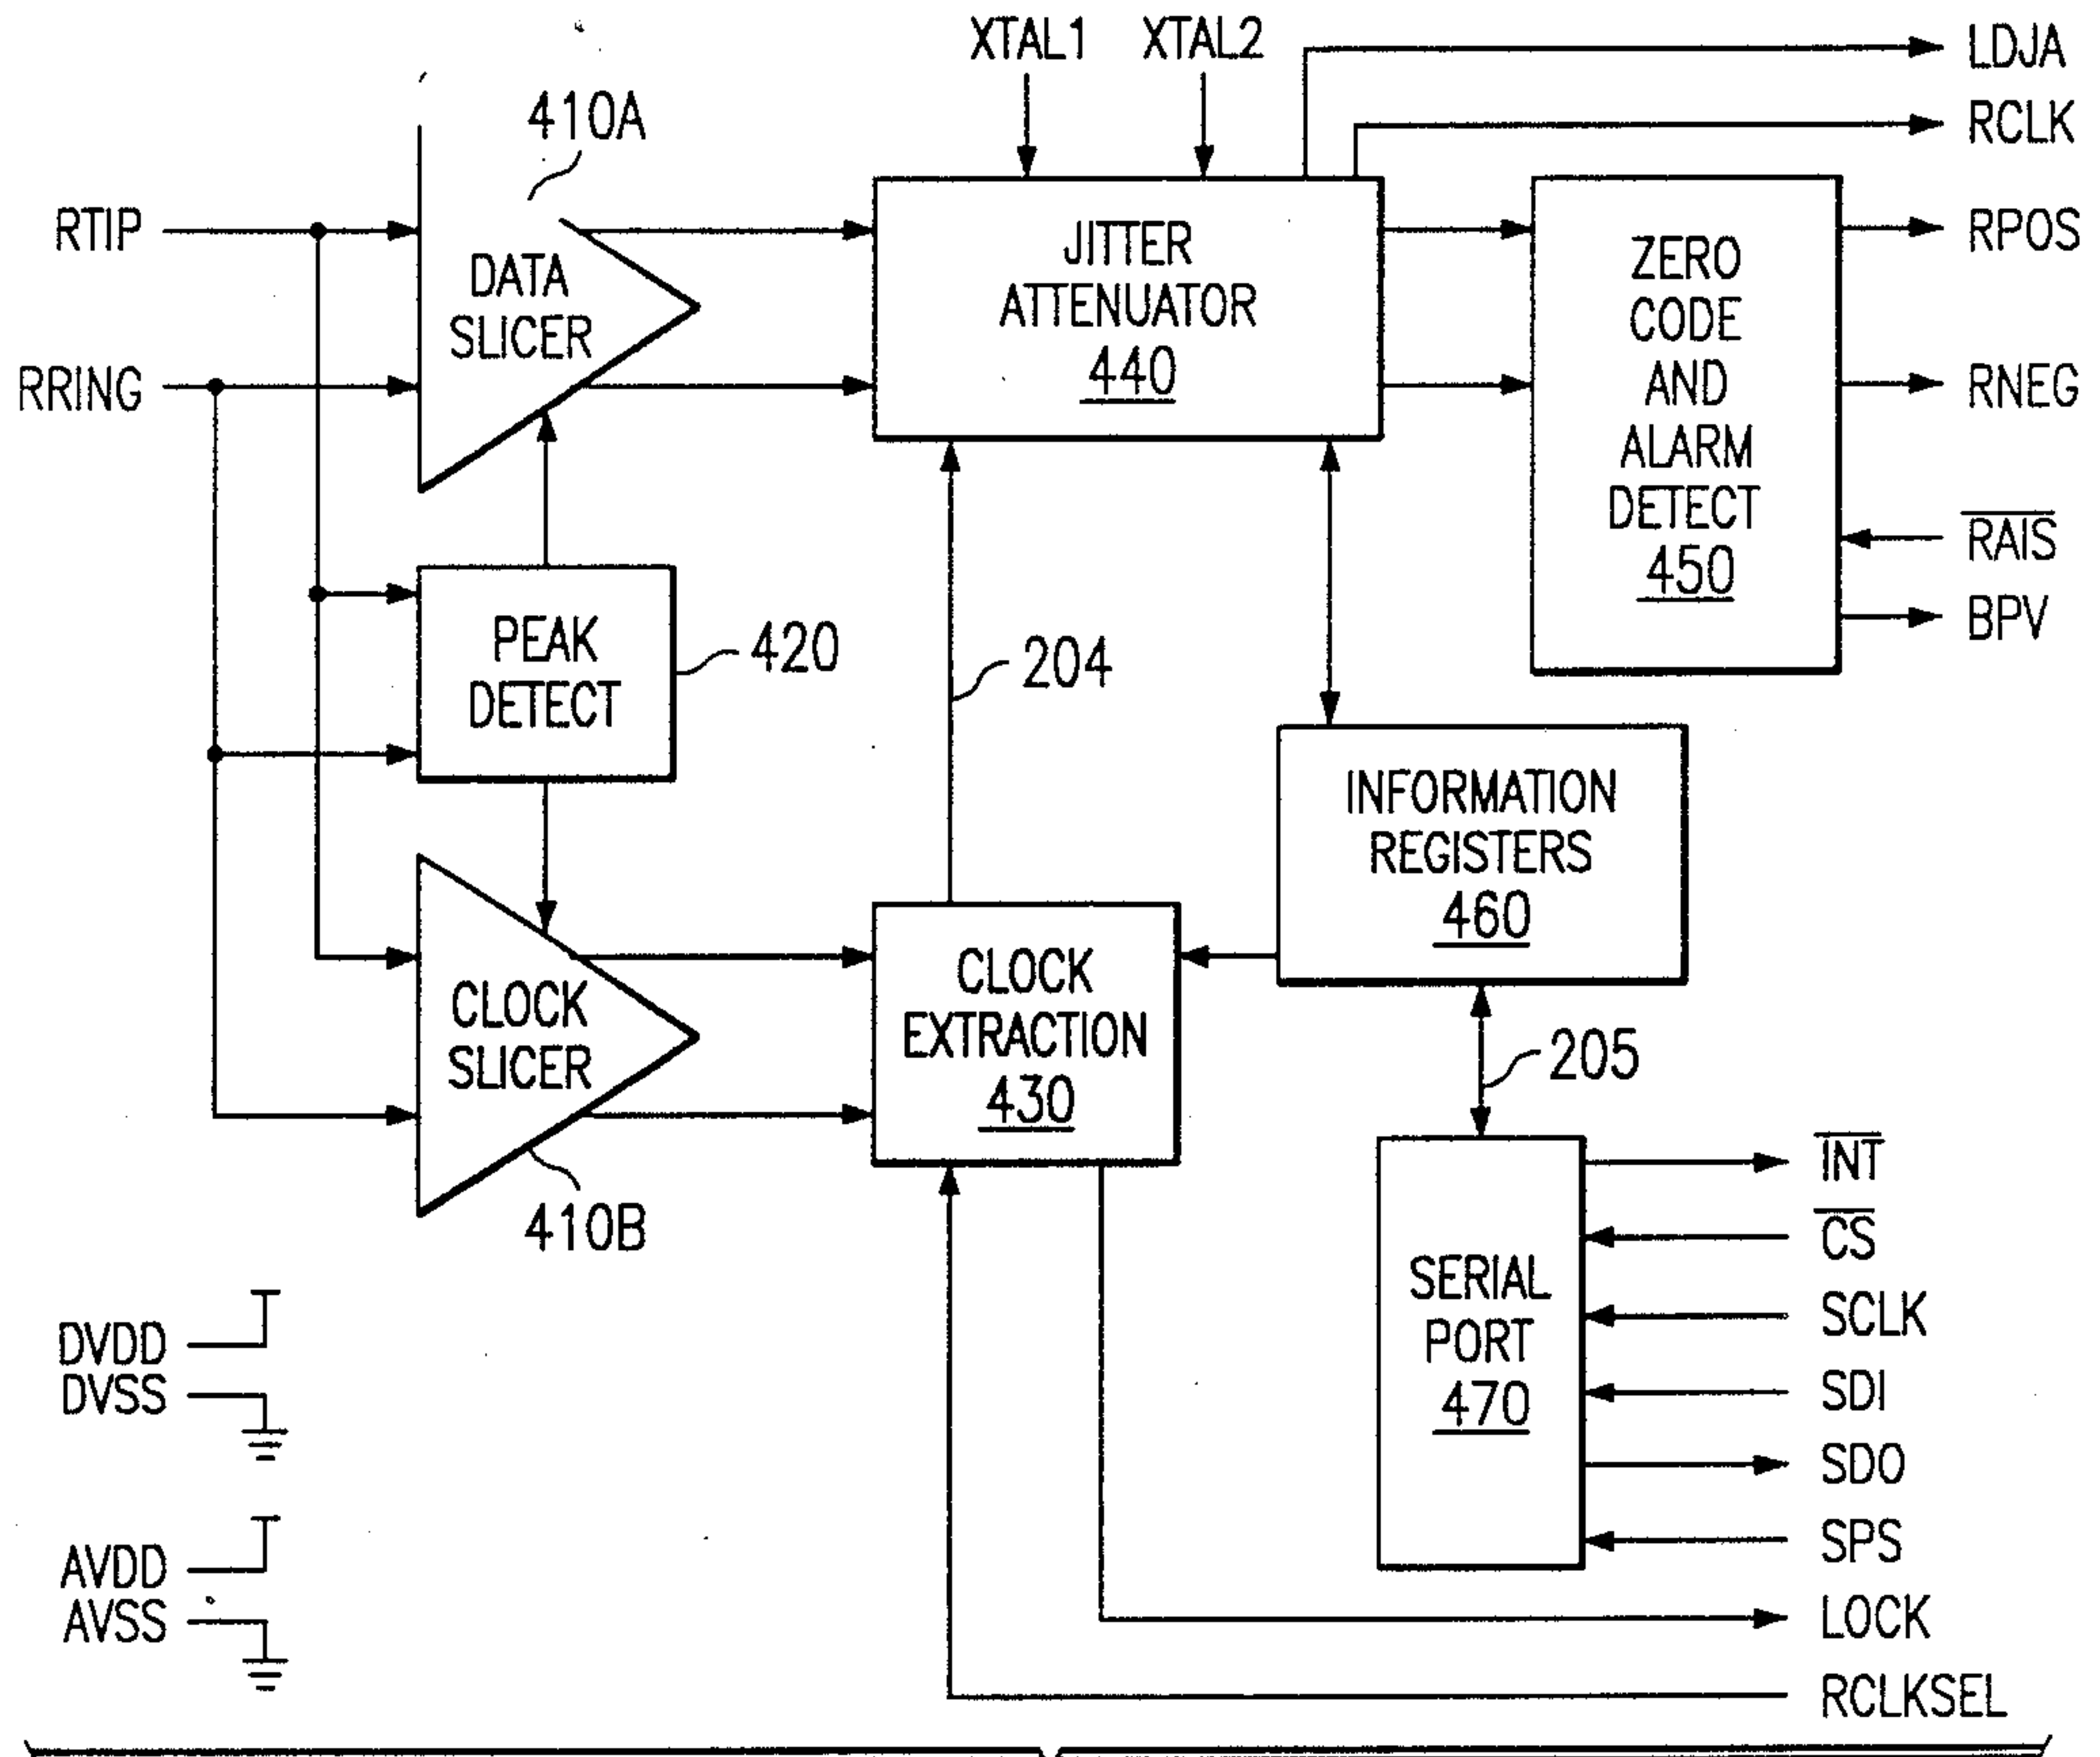 XTAL1 XTAL2
LDJA
RCLK
410A
RTIP
RRING
DATA
SLICER
JITTER
ATTENUATOR
440
ZERO
CODE
AND
ALARM
DETECT
450
RPOS
RNEG
RAIS
BPV
PEAK
DETECT
420
204
INFORMATION
REGISTERS
460
CLOCK
SLICER
410B
CLOCK
EXTRACTION
430
205
SERIAL
PORT
470
INT
CS
SCLK
SDI
SDO
SPS
LOCK
RCLKSEL
DVDD
DVSS
AVDD
AVSS